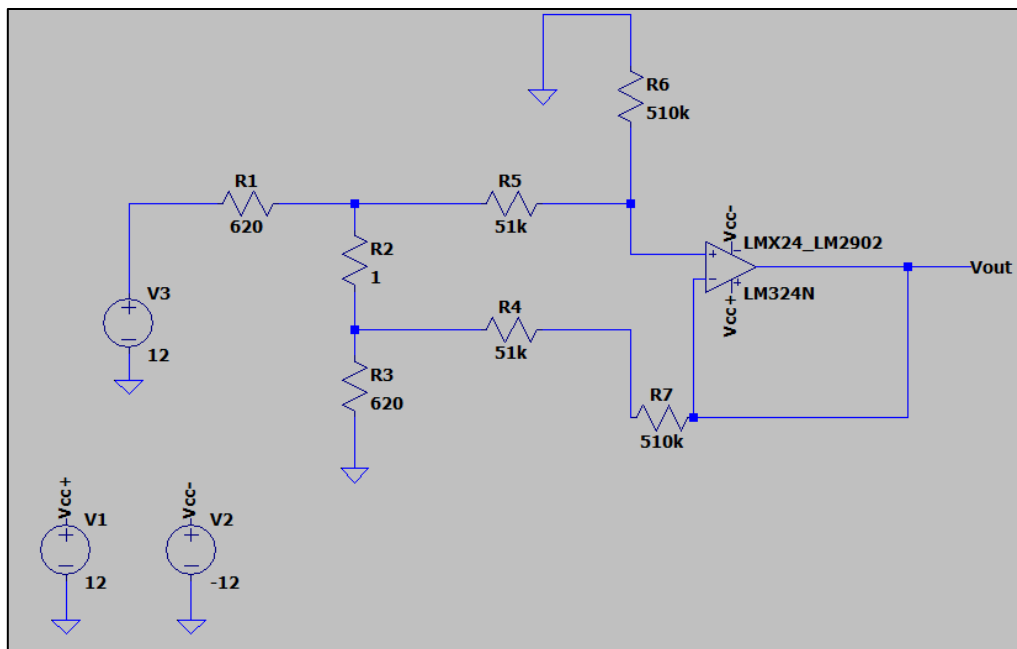 R6
510k
R1
620
R5
51k
R2
1
Vcc-
LMX24_LM2902
+
−
−
+
LM324N
Vcc+
Vout
V3
+
−
12
R4
51k
R3
620
R7
510k
Vcc+
V1
+
−
12
Vcc-
V2
+
−
-12